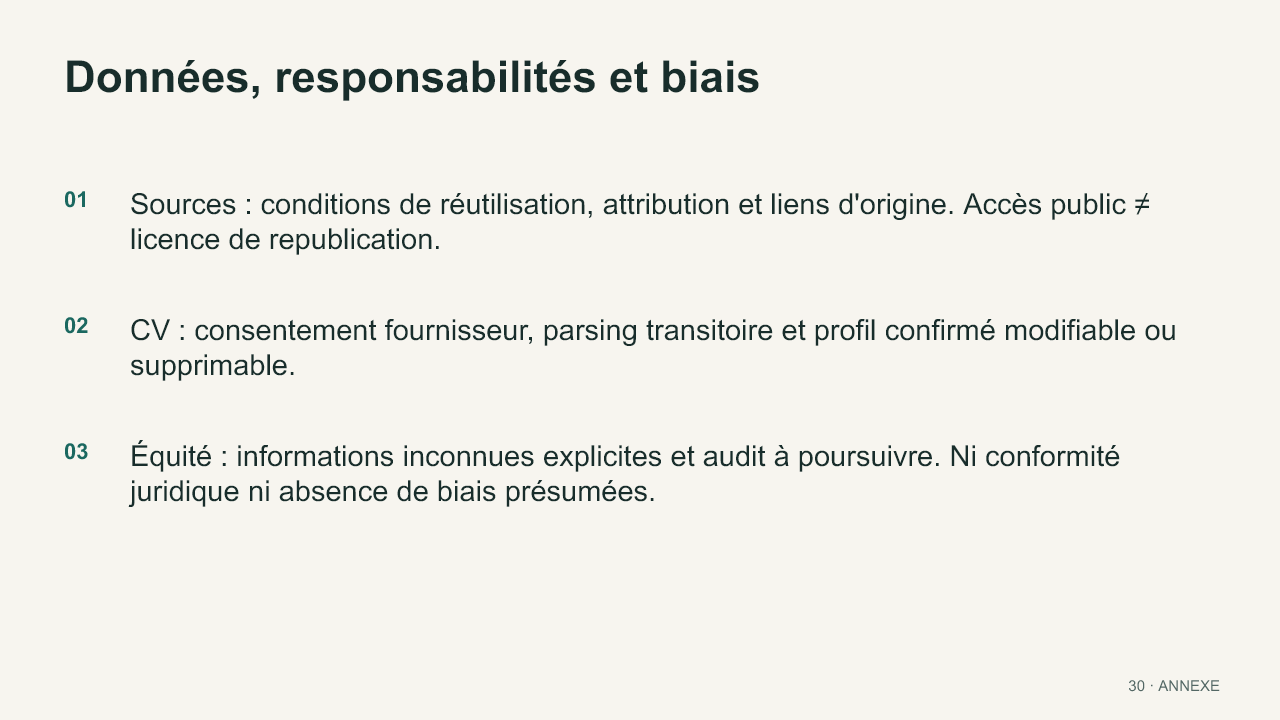 Données, responsabilités et biais
01
Sources : conditions de réutilisation, attribution et liens d'origine. Accès public ≠
licence de republication.
02
CV : consentement fournisseur, parsing transitoire et profil confirmé modifiable ou
supprimable.
03
Équité : informations inconnues explicites et audit à poursuivre. Ni conformité
juridique ni absence de biais présumées.
30 · ANNEXE